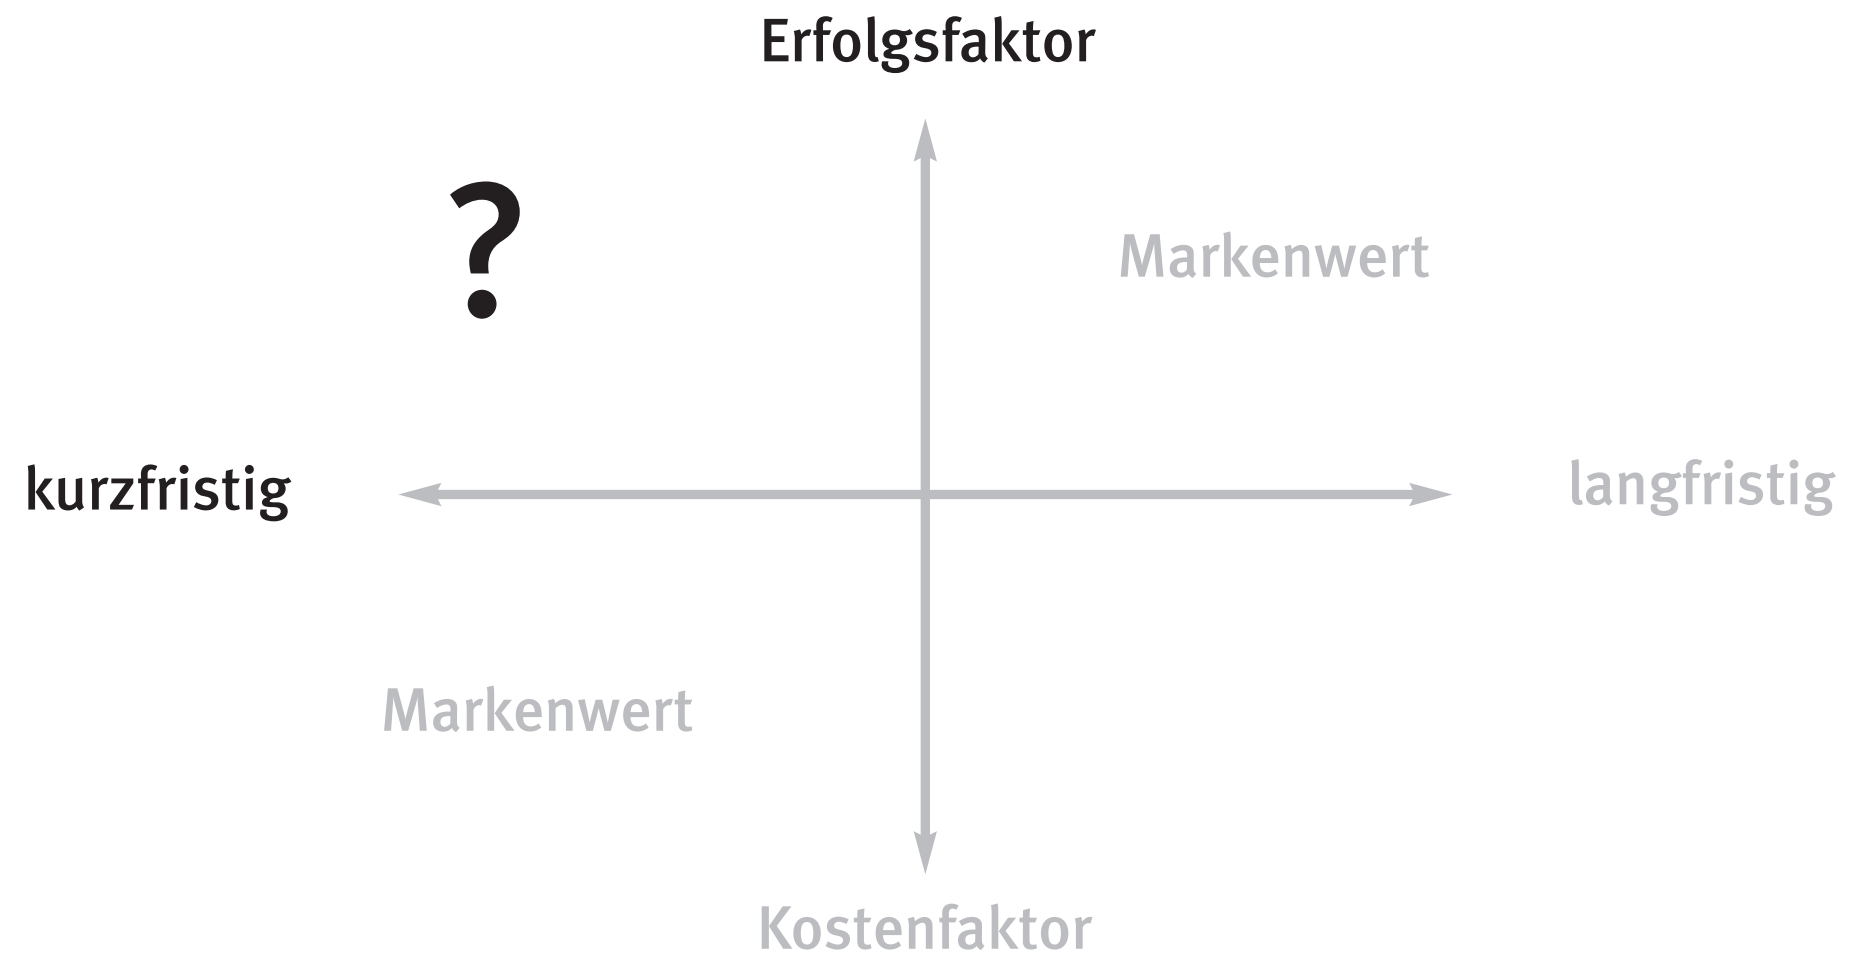 Erfolgsfaktor
?
Markenwert
kurzfristig
langfristig
Markenwert
Kostenfaktor